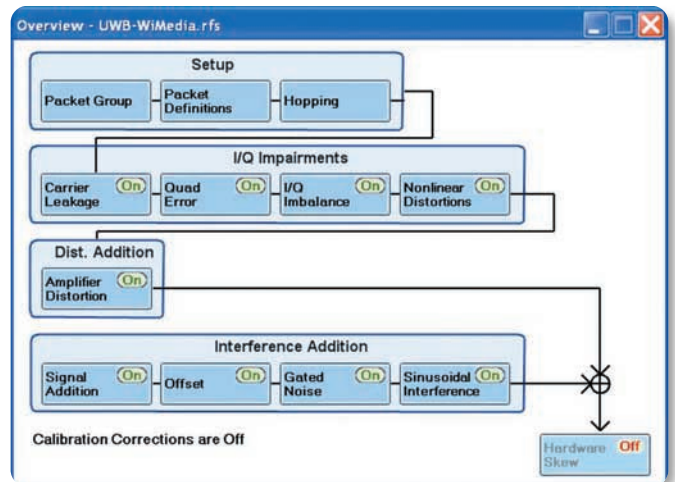 Overview - UWB-WiMedia.rfs
Setup
Packet Group
Packet
Definitions
Hopping
I/Q Impairments
Carrier
Leakage
On
Quad
Error
On
I/Q
Imbalance
On
Nonlinear
Distortions
On
Dist. Addition
Amplifier
Distortion
On
Interference Addition
Signal
Addition
On
Offset
On
Gated
Noise
On
Sinusoidal
Interference
On
Calibration Corrections are Off
Hardware
Skew
Off